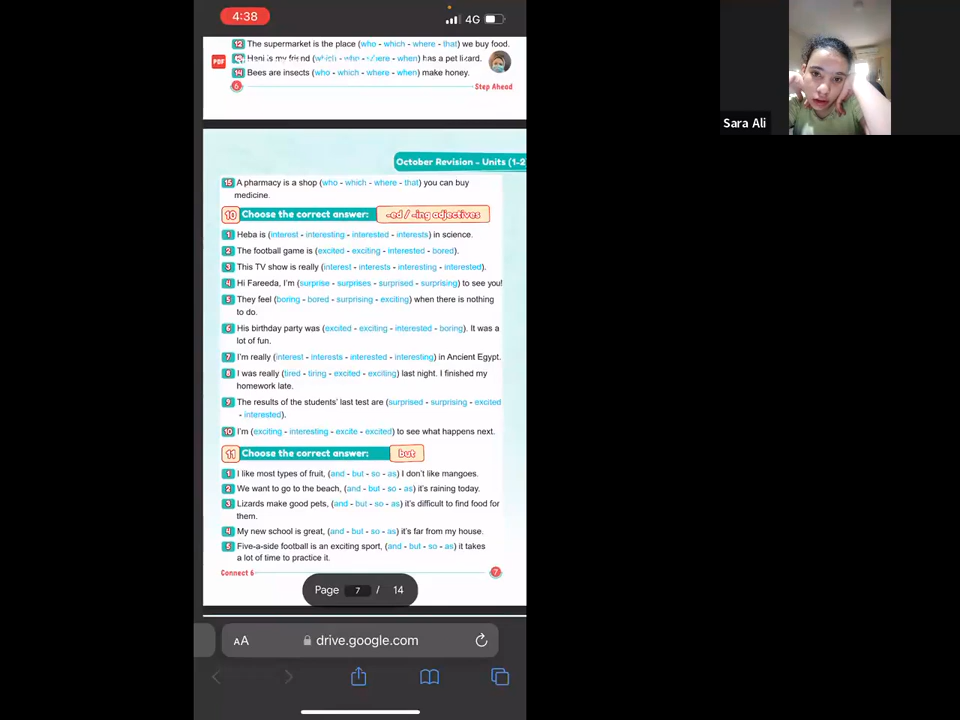 4:38
4G
12 The supermarket is the place (who - which - where - that) we buy food.
PDF
Hani is my friend (which - who - where - when) has a pet lizard.
14 Bees are insects (who - which - where - when) make honey.
6
Step Ahead
October Revision - Units (1-2
15 A pharmacy is a shop (who - which - where - that) you can buy
medicine.
10 Choose the correct answer: -ed / -ing adjectives
1 Heba is (interest - interesting - interested - interests) in science.
2 The football game is (excited - exciting - interested - bored).
3 This TV show is really (interest - interests - interesting - interested).
4 Hi Fareeda, I'm (surprise - surprises - surprised - surprising) to see you!
5 They feel (boring - bored - surprising - exciting) when there is nothing
to do.
6 His birthday party was (excited - exciting - interested - boring). It was a
lot of fun.
7 I'm really (interest - interests - interested - interesting) in Ancient Egypt.
8 I was really (tired - tiring - excited - exciting) last night. I finished my
homework late.
9 The results of the students' last test are (surprised - surprising - excited
- interested).
10 I'm (exciting - interesting - excite - excited) to see what happens next.
11 Choose the correct answer: but
1 I like most types of fruit, (and - but - so - as) I don't like mangoes.
2 We want to go to the beach, (and - but - so - as) it's raining today.
3 Lizards make good pets, (and - but - so - as) it's difficult to find food for
them.
4 My new school is great, (and - but - so - as) it's far from my house.
5 Five-a-side football is an exciting sport, (and - but - so - as) it takes
a lot of time to practice it.
Connect 6
7
Page 7 / 14
AA drive.google.com
Sara Ali